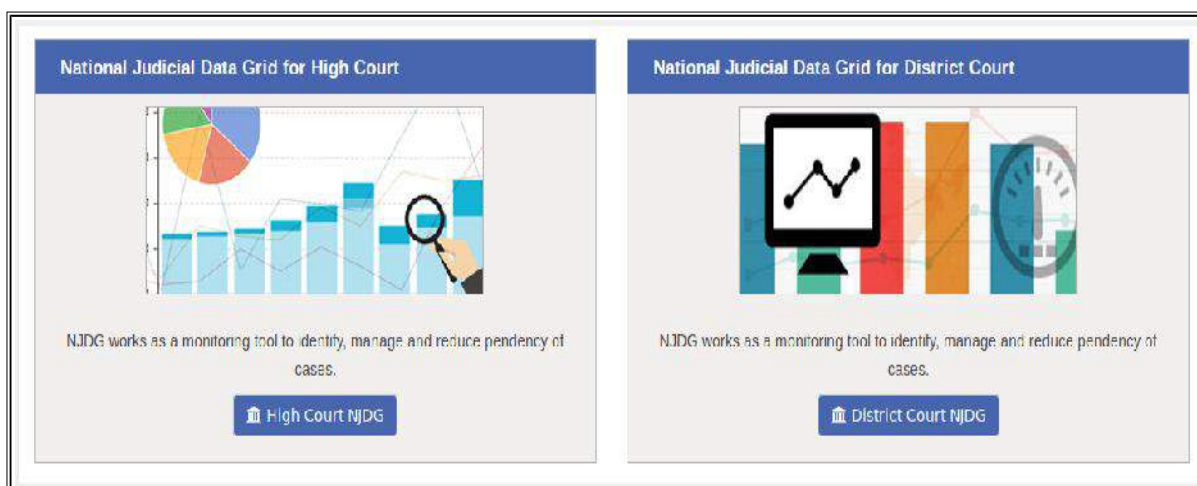 National Judicial Data Grid for High Court
NJDG works as a monitoring tool to identify, manage and reduce pendency of
cases.
High Court NJDG
National Judicial Data Grid for District Court
NJDG works as a monitoring tool to identify, manage and reduce pendency of
cases.
District Court NJDG